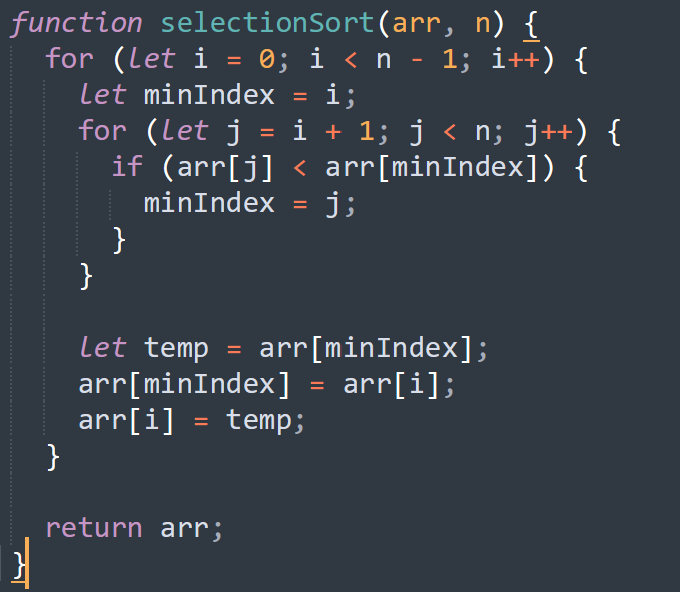 function selectionSort(arr, n) {
  for (let i = 0; i < n - 1; i++) {
    let minIndex = i;
    for (let j = i + 1; j < n; j++) {
      if (arr[j] < arr[minIndex]) {
        minIndex = j;
      }
    }

    let temp = arr[minIndex];
    arr[minIndex] = arr[i];
    arr[i] = temp;
  }

  return arr;
}